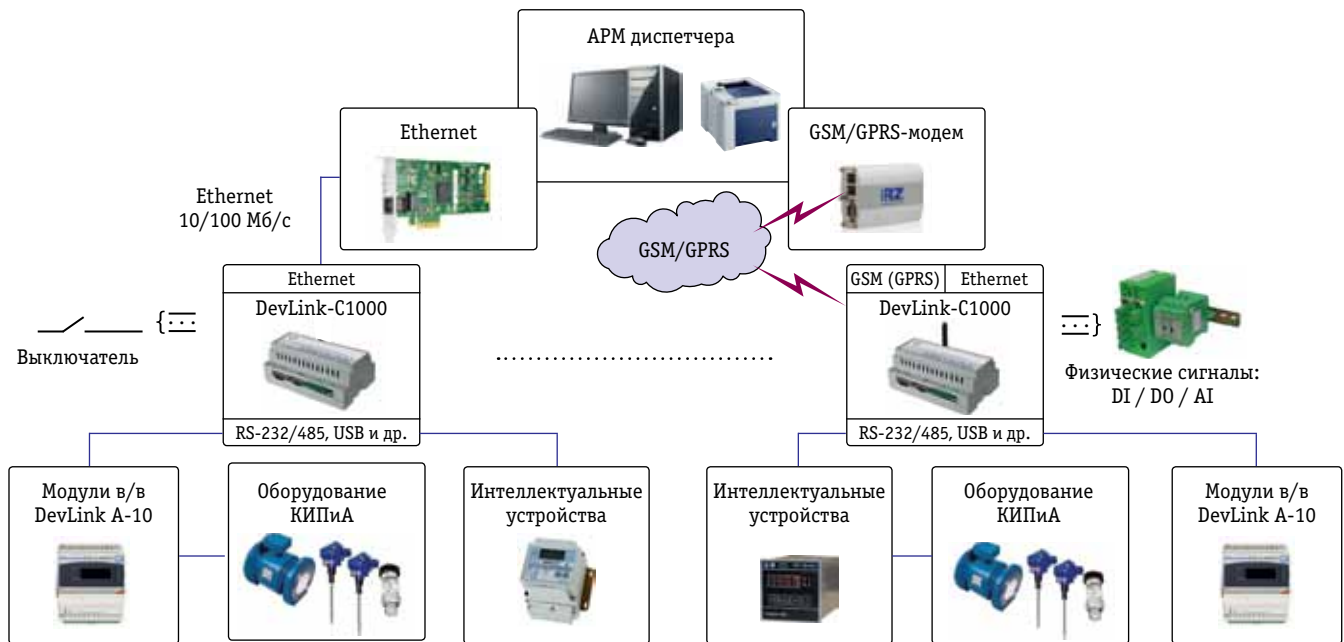 АРМ диспетчера
Ethernet
GSM/GPRS-модем
iRZ
Ethernet
10/100 Мб/с
GSM/GPRS
Ethernet
DevLink-C1000
GSM (GPRS)
Ethernet
DevLink-C1000
Выключатель
Физические сигналы:
DI / DO / AI
RS-232/485, USB и др.
RS-232/485, USB и др.
Модули в/в
DevLink A-10
Оборудование
КИПиА
Интеллектуальные
устройства
Интеллектуальные
устройства
Оборудование
КИПиА
Модули в/в
DevLink A-10